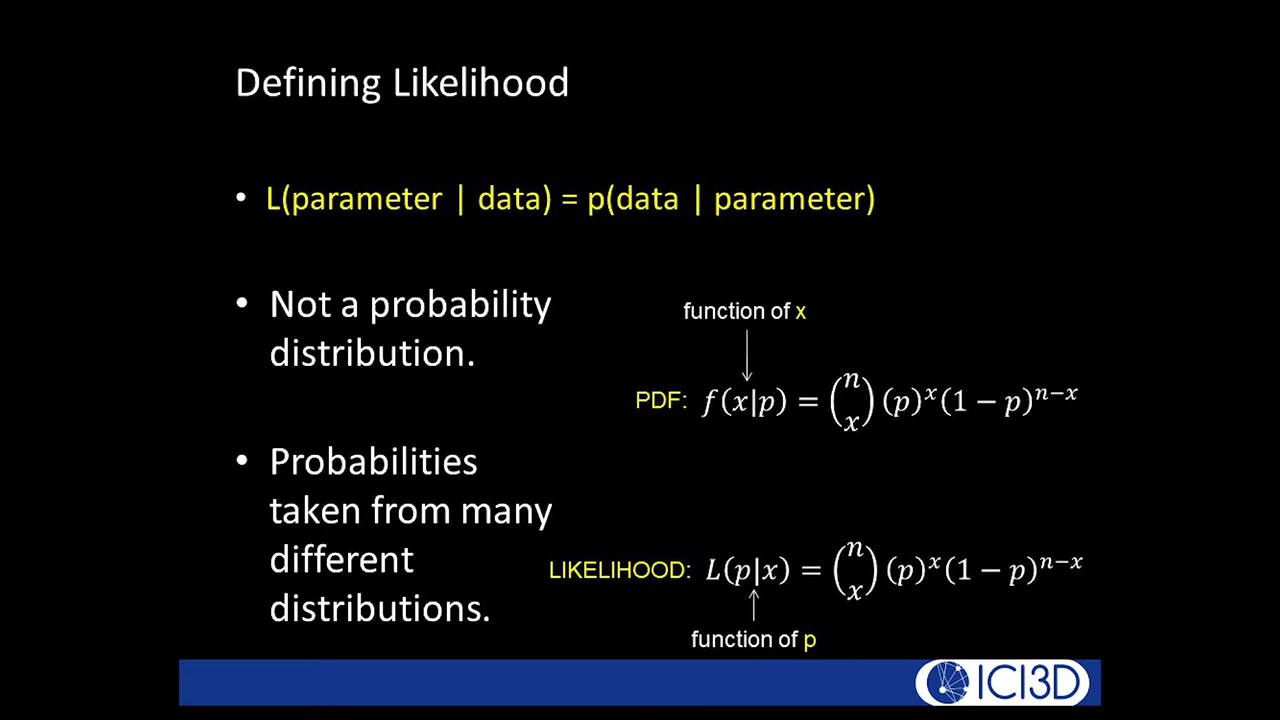 Defining Likelihood
• L(parameter | data) = p(data | parameter)
• Not a probability
distribution.
function of x
PDF: f(x|p) = (n x) (p)^x (1 − p)^{n−x}
• Probabilities
taken from many
different
distributions.
LIKELIHOOD: L(p|x) = (n x) (p)^x (1 − p)^{n−x}
function of p
ICI3D